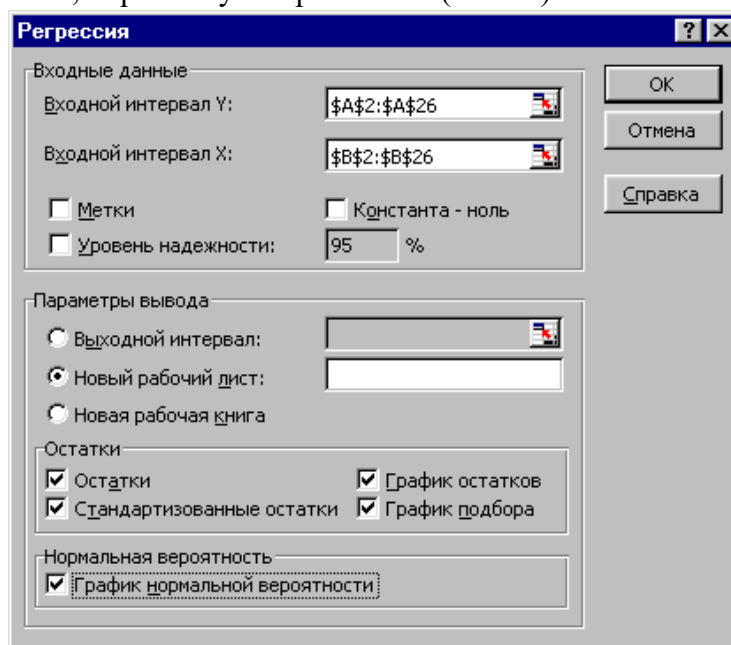 Регрессия
Входные данные
Входной интервал Y: $A$2:$A$26
Входной интервал X: $B$2:$B$26
Метки Константа - ноль
Уровень надежности: 95 %
OK
Отмена
Справка
Параметры вывода
Выходной интервал:
Новый рабочий лист:
Новая рабочая книга
Остатки
Остатки График остатков
Стандартизованные остатки График подбора
Нормальная вероятность
График нормальной вероятности